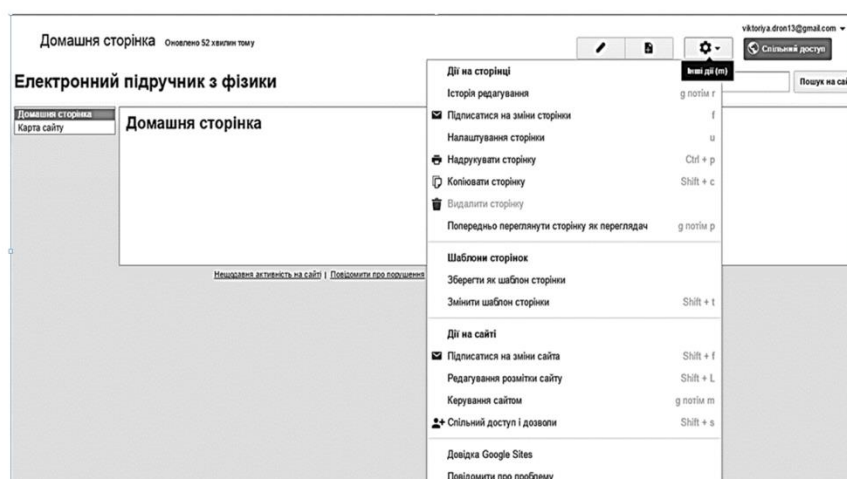 viktoriya.dron13@gmail.com
Домашня сторінка Оновлено 52 хвилин тому
Спільний доступ
Інші дії (m)
Електронний підручник з фізики
Пошук на сай
Домашня сторінка
Карта сайту
Домашня сторінка
Нещодавня активність на сайті | Повідомити про порушення
Дії на сторінці
Історія редагування g потім r
Підписатися на зміни сторінки f
Налаштування сторінки u
Надрукувати сторінку Ctrl + p
Копіювати сторінку Shift + c
Видалити сторінку
Попередньо переглянути сторінку як переглядач g потім p
Шаблони сторінок
Зберегти як шаблон сторінки
Змінити шаблон сторінки Shift + t
Дії на сайті
Підписатися на зміни сайта Shift + f
Редагування розмітки сайту Shift + L
Керування сайтом g потім m
Спільний доступ і дозволи Shift + s
Довідка Google Sites
Повідомити про проблему